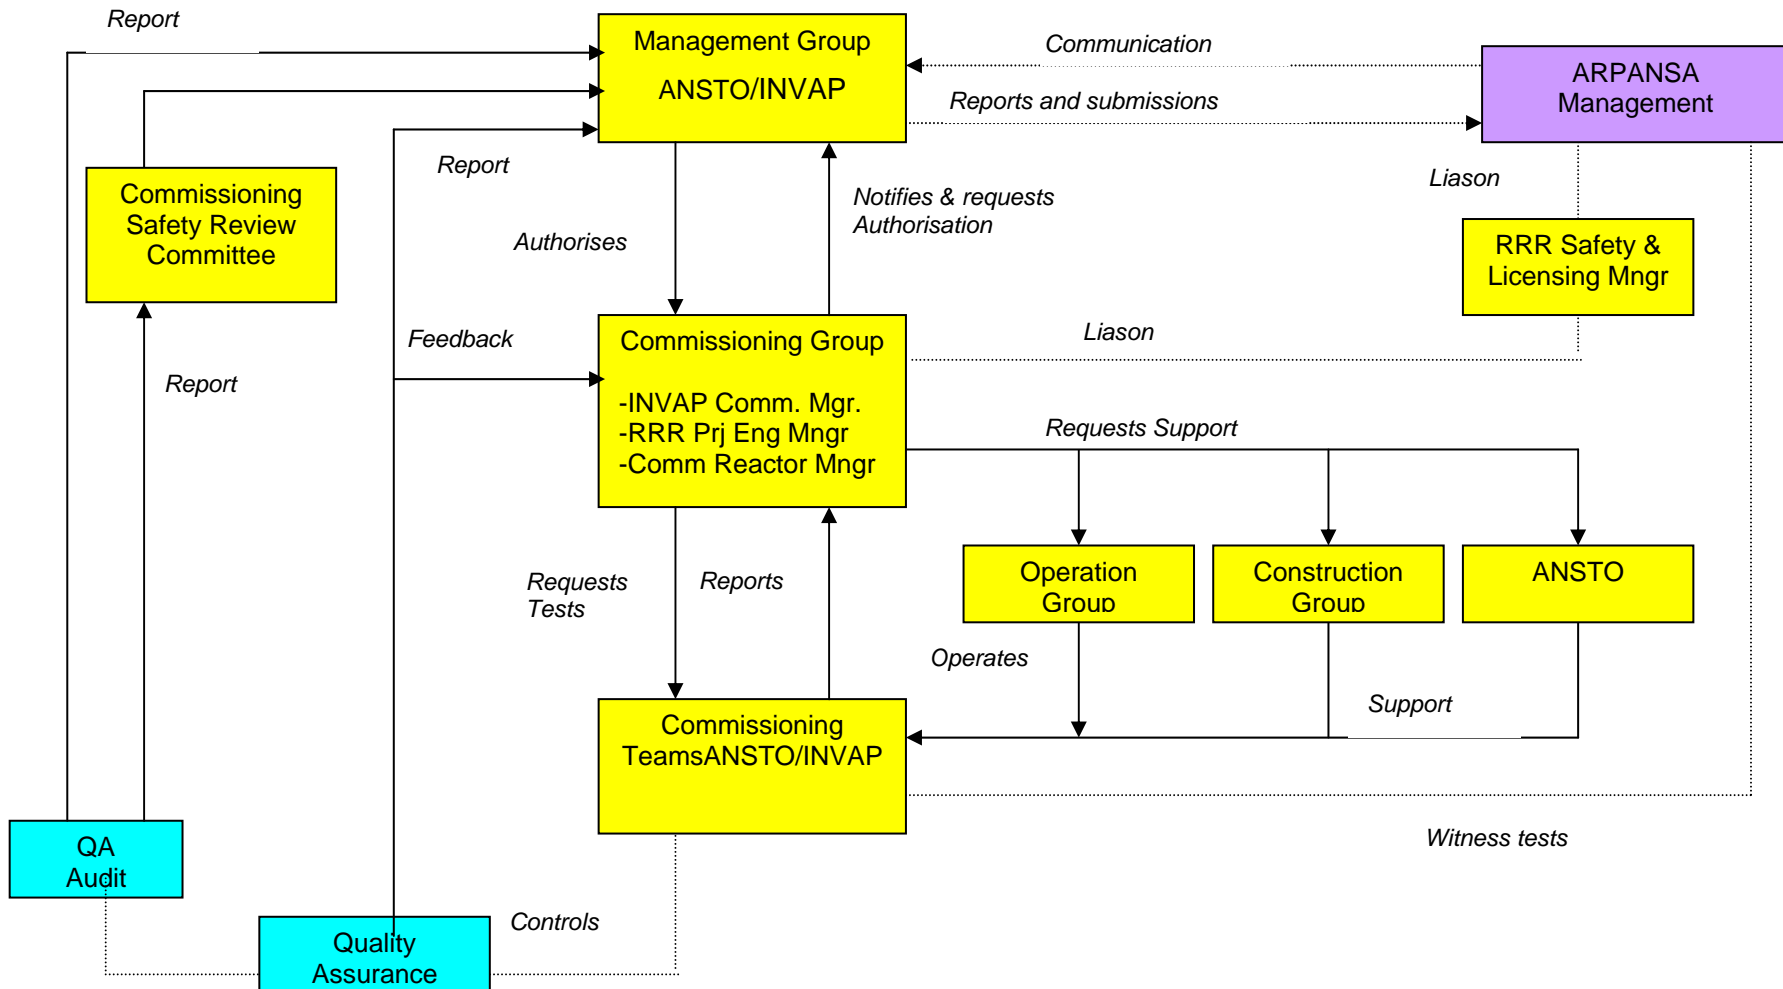 Report
Management Group
ANSTO/INVAP
Communication
ARPANSA
Management
Reports and submissions
Report
Commissioning
Safety Review
Committee
Notifies & requests
Authorisation
Liason
Authorises
RRR Safety &
Licensing Mngr
Feedback
Commissioning Group
-INVAP Comm. Mgr.
-RRR Prj Eng Mngr
-Comm Reactor Mngr
Liason
Report
Requests Support
Requests
Tests
Reports
Operation
Group
Construction
Group
ANSTO
Operates
Support
Commissioning
TeamsANSTO/INVAP
Witness tests
QA
Audit
Controls
Quality
Assurance